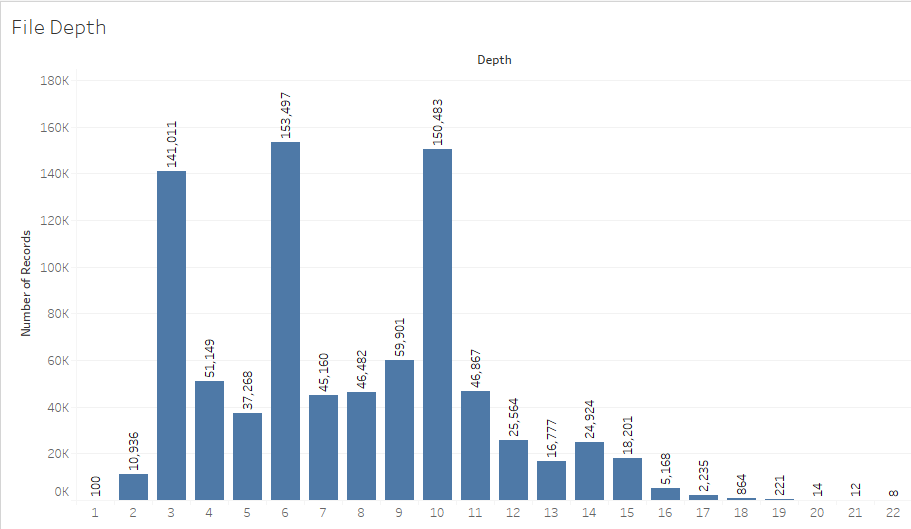 File Depth
Depth
Number of Records
180K
160K
140K
120K
100K
80K
60K
40K
20K
0K
100
10,936
141,011
51,149
37,268
153,497
45,160
46,482
59,901
150,483
46,867
25,564
16,777
24,924
18,201
5,168
2,235
864
221
14
12
8
1 2 3 4 5 6 7 8 9 10 11 12 13 14 15 16 17 18 19 20 21 22